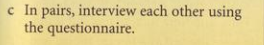 c In pairs, interview each other using
the questionnaire.